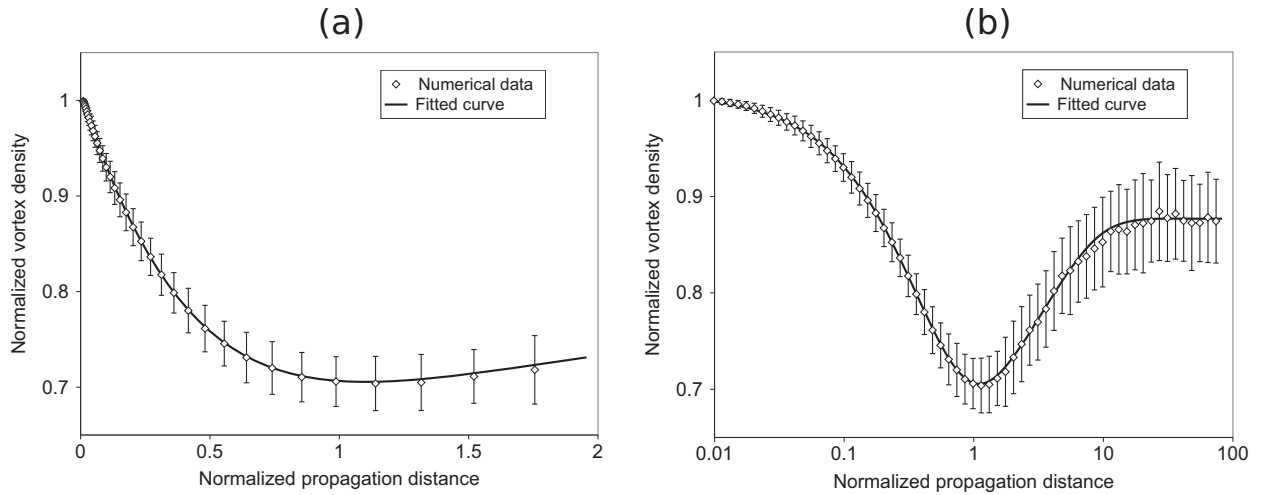 (a)
Numerical data
Fitted curve
Normalized vortex density
1
0.9
0.8
0.7
0
0.5
1
1.5
2
Normalized propagation distance
(b)
Numerical data
Fitted curve
Normalized vortex density
1
0.9
0.8
0.7
0.01
0.1
1
10
100
Normalized propagation distance